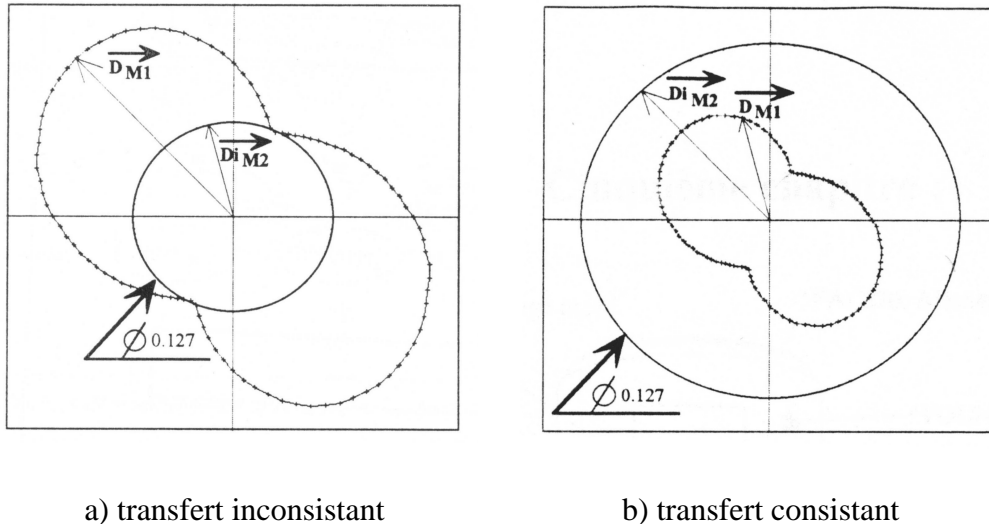 D M1
Di M2
∅ 0.127
Di M2
D M1
∅ 0.127
a) transfert inconsistant
b) transfert consistant